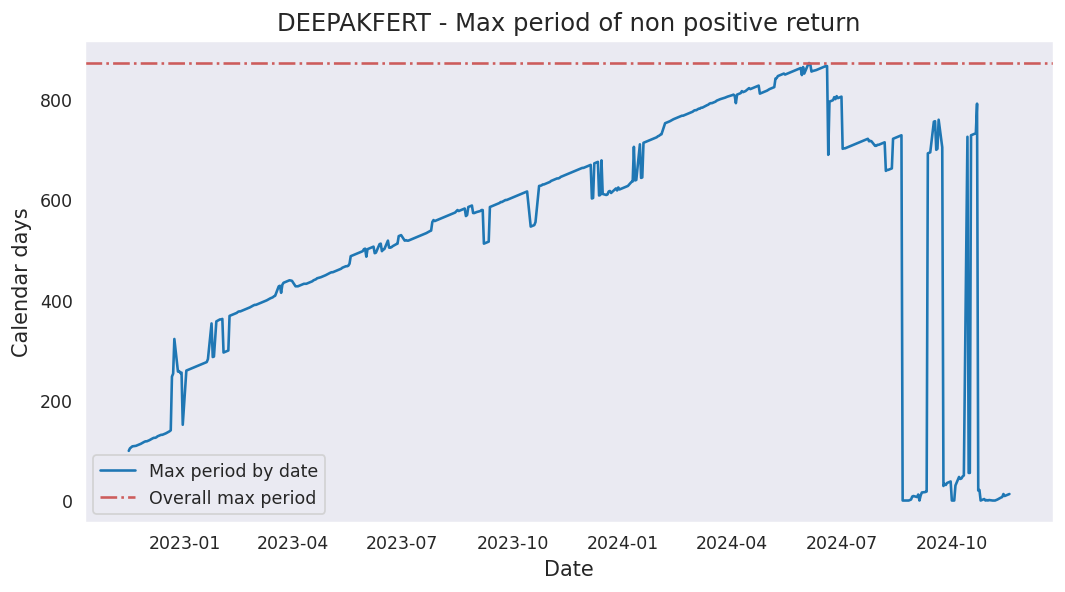 DEEPAKFERT - Max period of non positive return
Calendar days
800
600
400
200
0
Max period by date
Overall max period
2023-01 2023-04 2023-07 2023-10 2024-01 2024-04 2024-07 2024-10
Date